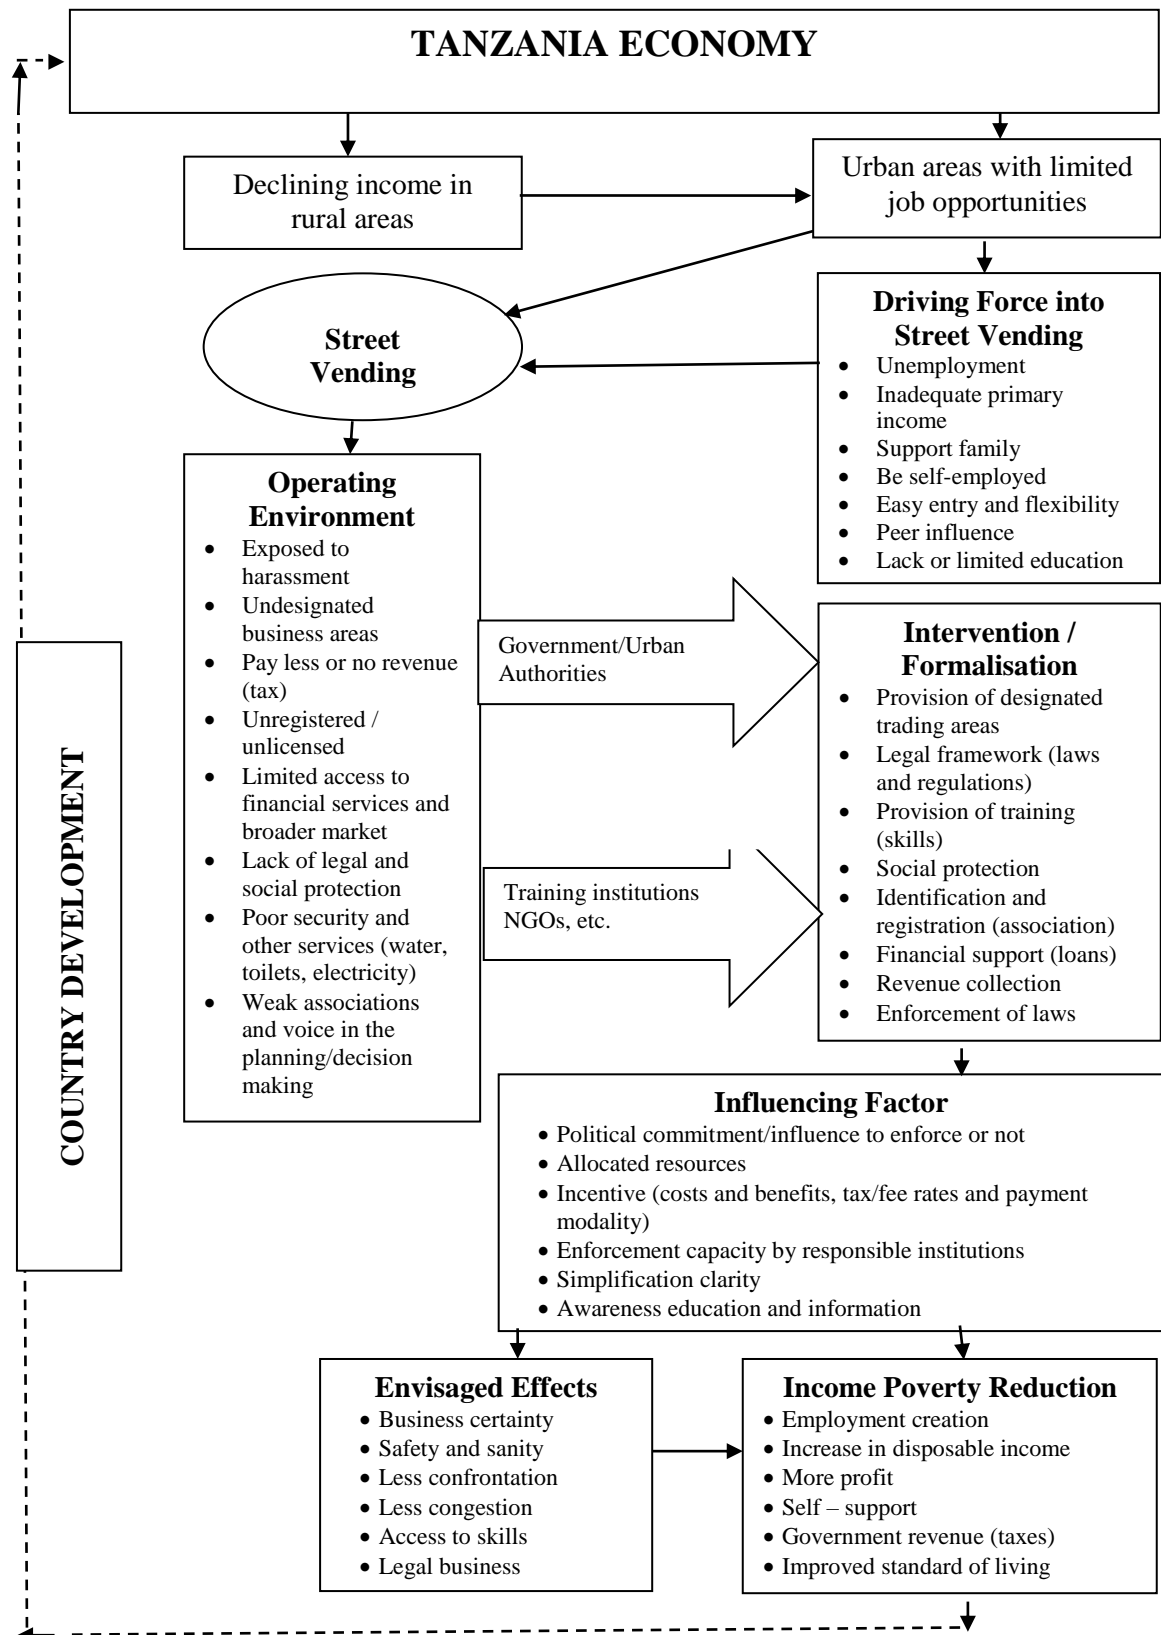 TANZANIA ECONOMY
Declining income in
rural areas
Urban areas with limited
job opportunities
Street
Vending
Driving Force into
Street Vending
• Unemployment
• Inadequate primary
income
• Support family
• Be self-employed
• Easy entry and flexibility
• Peer influence
• Lack or limited education
Operating
Environment
• Exposed to
harassment
• Undesignated
business areas
• Pay less or no revenue
(tax)
• Unregistered /
unlicensed
• Limited access to
financial services and
broader market
• Lack of legal and
social protection
• Poor security and
other services (water,
toilets, electricity)
• Weak associations
and voice in the
planning/decision
making
Government/Urban
Authorities
Training institutions
NGOs, etc.
Intervention /
Formalisation
• Provision of designated
trading areas
• Legal framework (laws
and regulations)
• Provision of training
(skills)
• Social protection
• Identification and
registration (association)
• Financial support (loans)
• Revenue collection
• Enforcement of laws
COUNTRY DEVELOPMENT
Influencing Factor
• Political commitment/influence to enforce or not
• Allocated resources
• Incentive (costs and benefits, tax/fee rates and payment
modality)
• Enforcement capacity by responsible institutions
• Simplification clarity
• Awareness education and information
Envisaged Effects
• Business certainty
• Safety and sanity
• Less confrontation
• Less congestion
• Access to skills
• Legal business
Income Poverty Reduction
• Employment creation
• Increase in disposable income
• More profit
• Self – support
• Government revenue (taxes)
• Improved standard of living